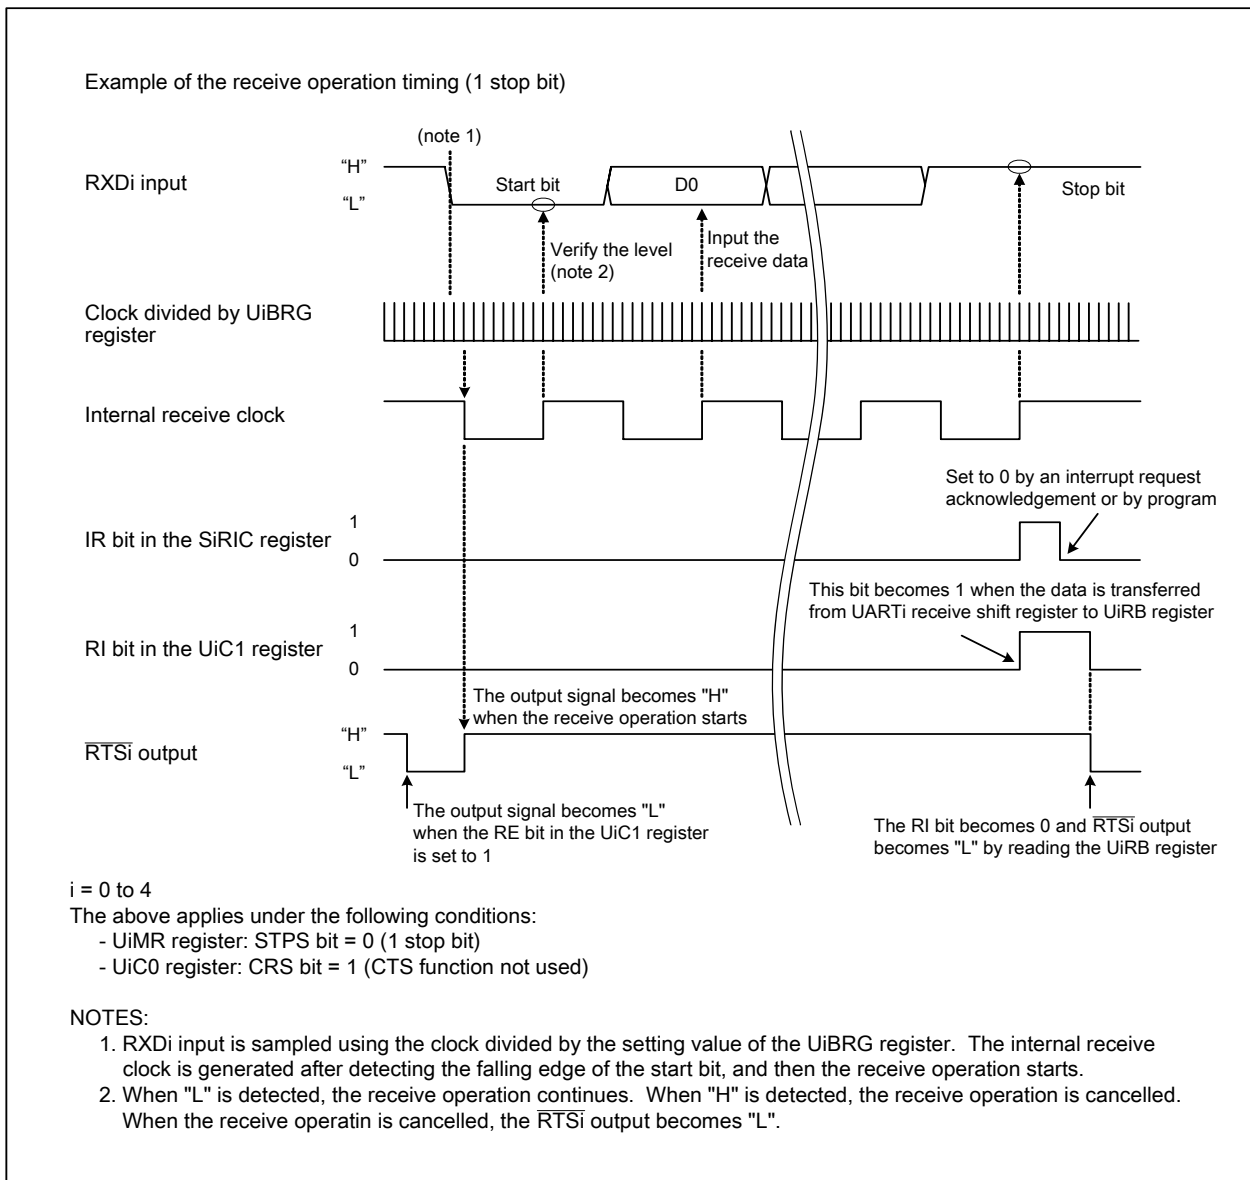 Example of the receive operation timing (1 stop bit)
(note 1)
RXDi input
“H”
“L”
Start bit
D0
Stop bit
Verify the level
(note 2)
Input the
receive data
Clock divided by UiBRG
register
Internal receive clock
Set to 0 by an interrupt request
acknowledgement or by program
IR bit in the SiRIC register
1
0
This bit becomes 1 when the data is transferred
from UARTi receive shift register to UiRB register
RI bit in the UiC1 register
1
0
The output signal becomes "H"
when the receive operation starts
RTSi output
“H”
“L”
The output signal becomes "L"
when the RE bit in the UiC1 register
is set to 1
The RI bit becomes 0 and RTSi output
becomes "L" by reading the UiRB register
i = 0 to 4
The above applies under the following conditions:
- UiMR register: STPS bit = 0 (1 stop bit)
- UiC0 register: CRS bit = 1 (CTS function not used)
NOTES:
1. RXDi input is sampled using the clock divided by the setting value of the UiBRG register. The internal receive
clock is generated after detecting the falling edge of the start bit, and then the receive operation starts.
2. When "L" is detected, the receive operation continues. When "H" is detected, the receive operation is cancelled.
When the receive operatin is cancelled, the RTSi output becomes "L".